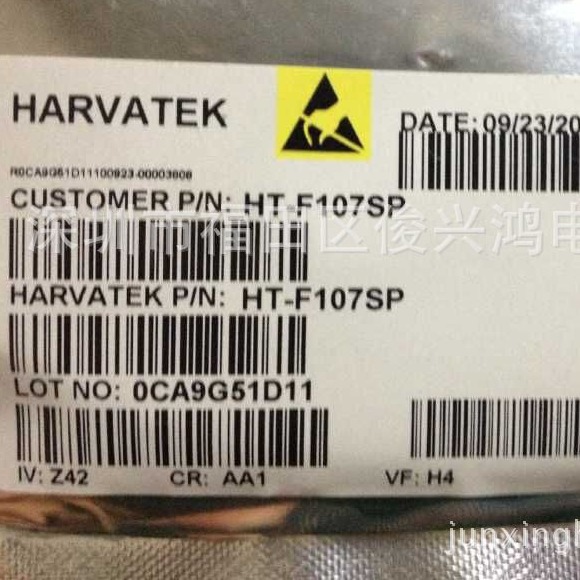 HARVATEK
DATE: 09/23/20
R0CA9G51D11100923-00003808
CUSTOMER P/N: HT-F107SP
深圳市福田区俊兴鸿电
HARVATEK P/N: HT-F107SP
LOT NO: 0CA9G51D11
IV: Z42 CR: AA1 VF: H4
junxingh